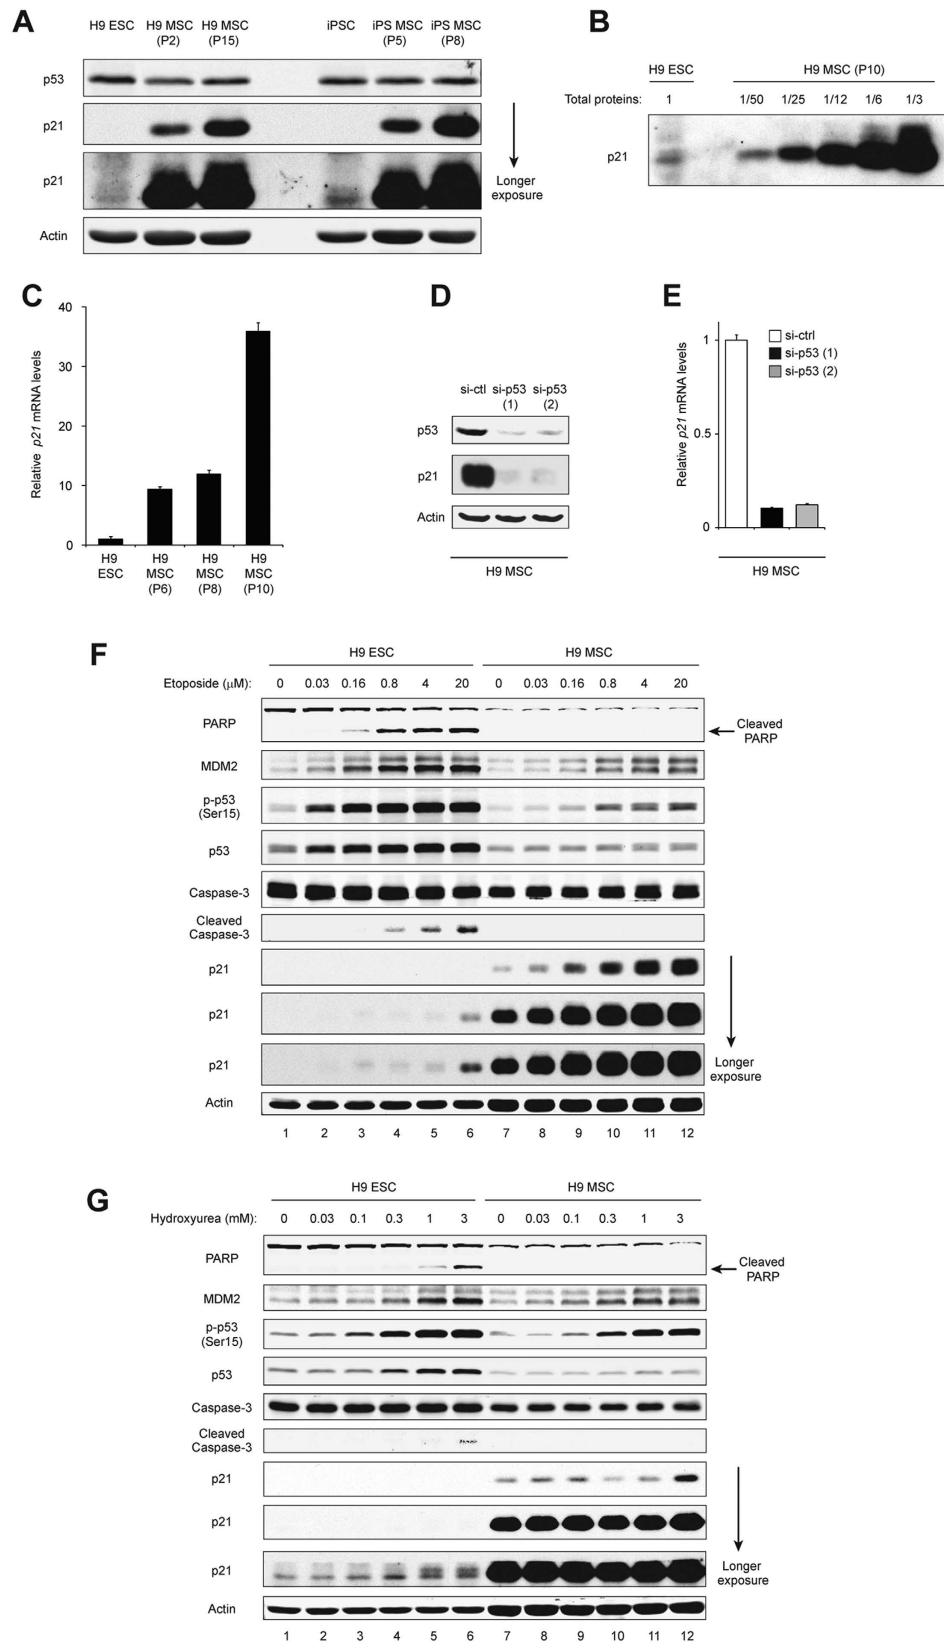 A
H9 ESC H9 MSC H9 MSC iPSC iPS MSC iPS MSC
(P2) (P15) (P5) (P8)
p53
p21
p21
Longer
exposure
Actin
B
H9 ESC H9 MSC (P10)
Total proteins: 1 1/50 1/25 1/12 1/6 1/3
p21
C
Relative p21 mRNA levels
40
30
20
10
0
H9 H9 H9 H9
ESC MSC MSC MSC
(P6) (P8) (P10)
D
si-ctl si-p53 si-p53
(1) (2)
p53
p21
Actin
H9 MSC
E
Relative p21 mRNA levels
1
0.5
0
si-ctrl
si-p53 (1)
si-p53 (2)
H9 MSC
F
H9 ESC H9 MSC
Etoposide (μM): 0 0.03 0.16 0.8 4 20 0 0.03 0.16 0.8 4 20
PARP
Cleaved
PARP
MDM2
p-p53
(Ser15)
p53
Caspase-3
Cleaved
Caspase-3
p21
p21
p21
Longer
exposure
Actin
1 2 3 4 5 6 7 8 9 10 11 12
G
H9 ESC H9 MSC
Hydroxyurea (mM): 0 0.03 0.1 0.3 1 3 0 0.03 0.1 0.3 1 3
PARP
Cleaved
PARP
MDM2
p-p53
(Ser15)
p53
Caspase-3
Cleaved
Caspase-3
p21
p21
p21
Longer
exposure
Actin
1 2 3 4 5 6 7 8 9 10 11 12